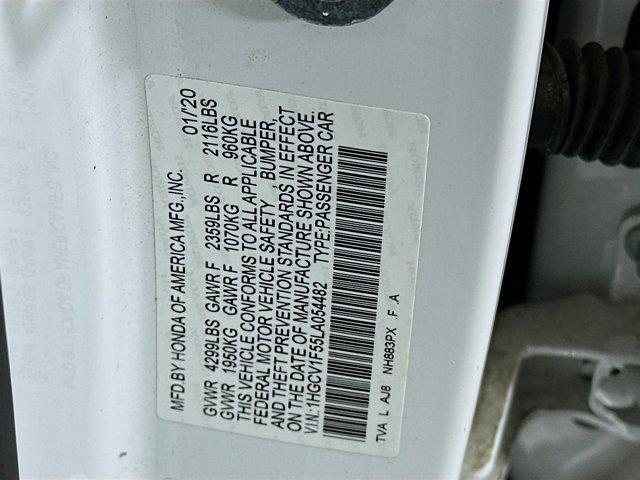 MFD.BY HONDA OF AMERICA MFG.,INC. 01/'20
GVWR 4299LBS GAWR F 2359LBS R 2116LBS
GVWR 1950KG GAWR F 1070KG R 960KG
THIS VEHICLE CONFORMS TO ALL APPLICABLE
FEDERAL MOTOR VEHICLE SAFETY , BUMPER,
AND THEFT PREVENTION STANDARDS IN EFFECT
ON THE DATE OF MANUFACTURE SHOWN ABOVE.
V.I.N.:1HGCV1F55LA054482 TYPE:PASSENGER CAR
TVA L AJ8 NH883PX .F .A